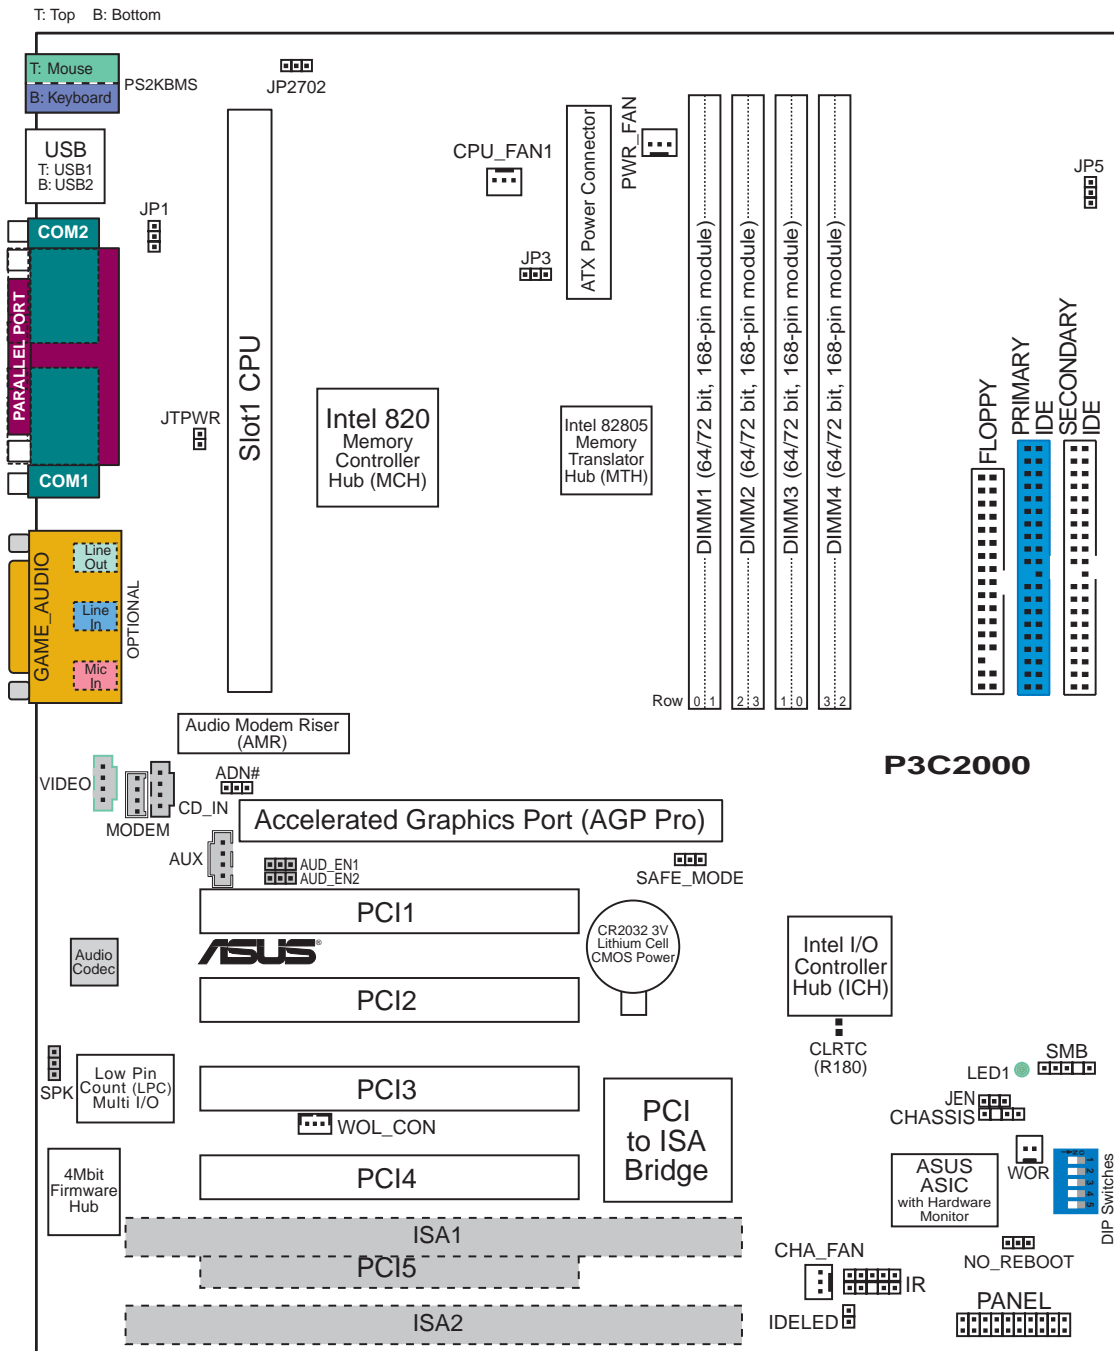 T: Top B: Bottom
T: Mouse
B: Keyboard
PS2KBMS
JP2702
USB
T: USB1
B: USB2
CPU_FAN1
ATX Power Connector
PWR_FAN
JP5
JP1
COM2
JP3
PARALLEL PORT
COM1
JTPWR
Slot1 CPU
Intel 820
Memory
Controller
Hub (MCH)
Intel 82805
Memory
Translator
Hub (MTH)
DIMM1 (64/72 bit, 168-pin module)
DIMM2 (64/72 bit, 168-pin module)
DIMM3 (64/72 bit, 168-pin module)
DIMM4 (64/72 bit, 168-pin module)
FLOPPY
PRIMARY
IDE
SECONDARY
IDE
GAME_AUDIO
Line
Out
Line
In
Mic
In
OPTIONAL
Row 0 1 2 3 1 0 3 2
Audio Modem Riser
(AMR)
P3C2000
VIDEO
MODEM
CD_IN
ADN#
Accelerated Graphics Port (AGP Pro)
AUX
AUD_EN1
AUD_EN2
SAFE_MODE
PCI1
CR2032 3V
Lithium Cell
CMOS Power
Audio
Codec
ASUS®
Intel I/O
Controller
Hub (ICH)
PCI2
CLRTC
(R180)
SPK
Low Pin
Count (LPC)
Multi I/O
PCI3
WOL_CON
PCI
to ISA
Bridge
LED1
SMB
JEN
CHASSIS
4Mbit
Firmware
Hub
PCI4
ASUS
ASIC
with Hardware
Monitor
WOR
1
2
3
4
5
DIP Switches
ISA1
PCI5
CHA_FAN
IR
NO_REBOOT
ISA2
IDELED
PANEL